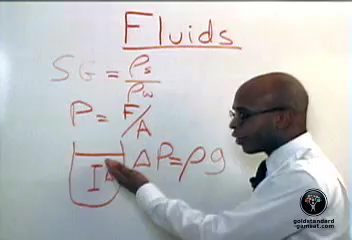 Fluids
SG = ρs/ρw
P = F/A
ΔP = ρg
I
goldstandard
-gamsat.com